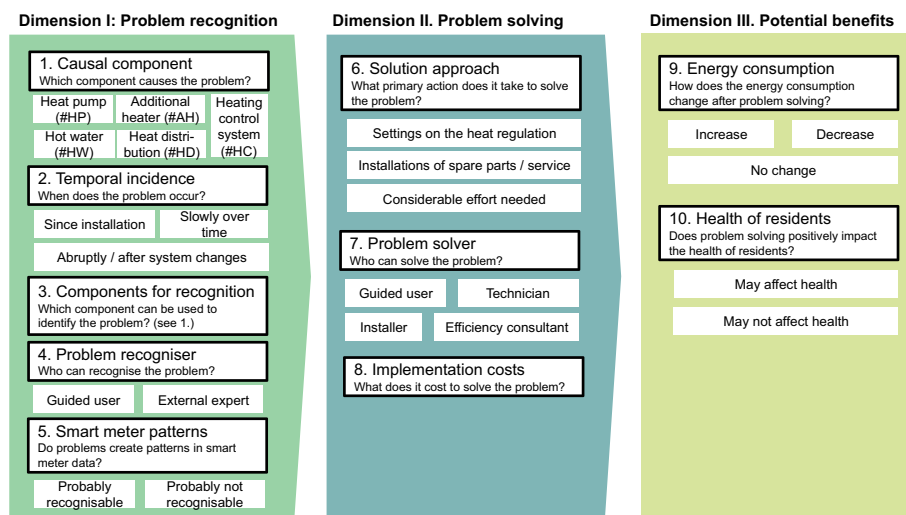 Dimension I: Problem recognition
1. Causal component
Which component causes the problem?
Heat pump
(#HP)
Additional
heater (#AH)
Heating
control
system
(#HC)
Hot water
(#HW)
Heat distri-
bution (#HD)
2. Temporal incidence
When does the problem occur?
Since installation
Slowly over
time
Abruptly / after system changes
3. Components for recognition
Which component can be used to
identify the problem? (see 1.)
4. Problem recogniser
Who can recognise the problem?
Guided user
External expert
5. Smart meter patterns
Do problems create patterns in smart
meter data?
Probably
recognisable
Probably not
recognisable
Dimension II. Problem solving
6. Solution approach
What primary action does it take to solve
the problem?
Settings on the heat regulation
Installations of spare parts / service
Considerable effort needed
7. Problem solver
Who can solve the problem?
Guided user
Technician
Installer
Efficiency consultant
8. Implementation costs
What does it cost to solve the problem?
Dimension III. Potential benefits
9. Energy consumption
How does the energy consumption
change after problem solving?
Increase
Decrease
No change
10. Health of residents
Does problem solving positively impact
the health of residents?
May affect health
May not affect health